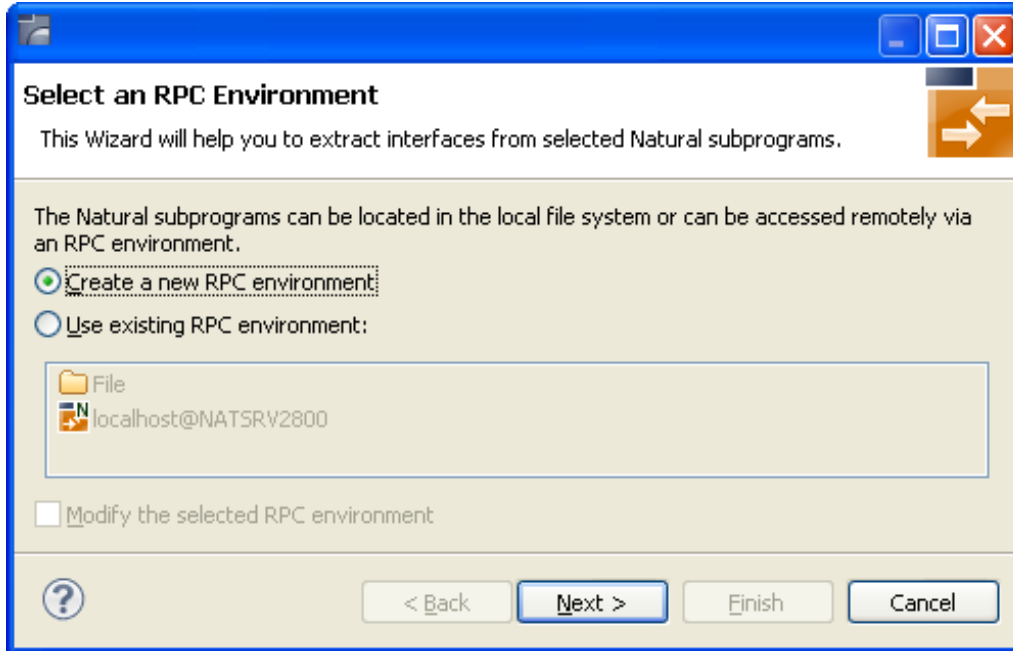 Select an RPC Environment
This Wizard will help you to extract interfaces from selected Natural subprograms.
The Natural subprograms can be located in the local file system or can be accessed remotely via
an RPC environment.
Create a new RPC environment
Use existing RPC environment:
File
N
localhost@NATSRV2800
Modify the selected RPC environment
?
< Back
Next >
Finish
Cancel